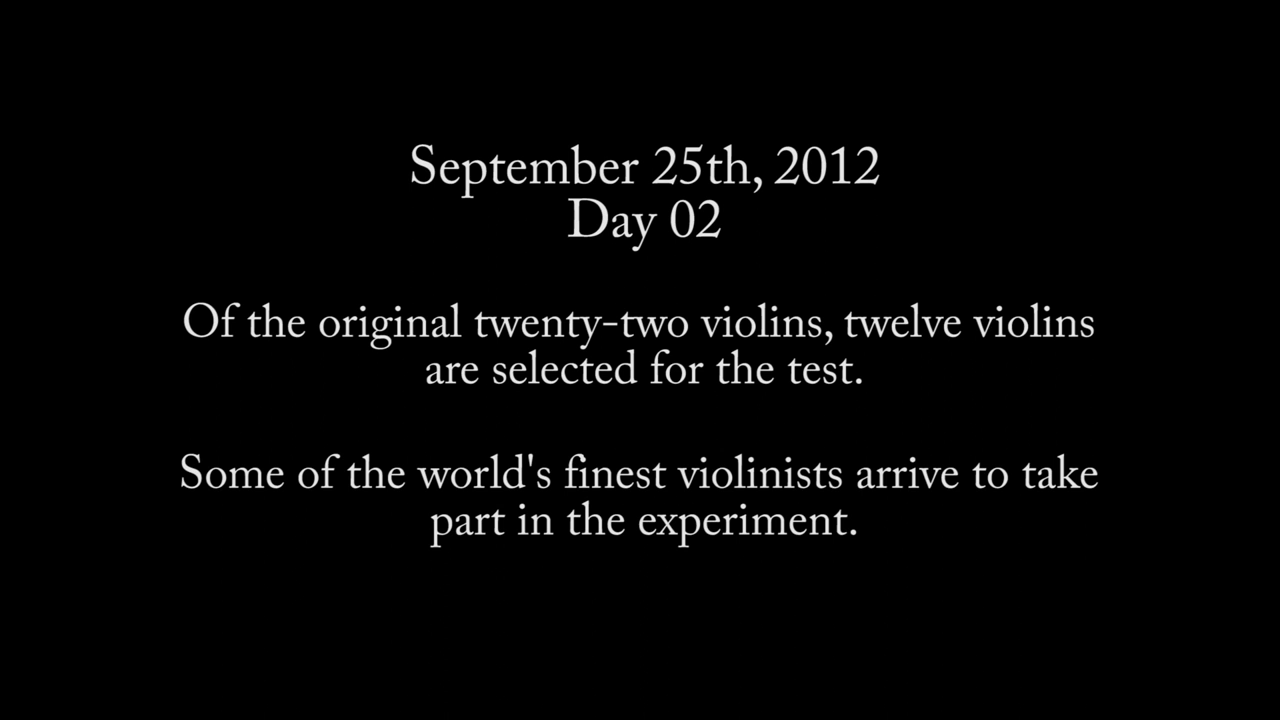 September 25th, 2012
Day 02
Of the original twenty-two violins, twelve violins
are selected for the test.
Some of the world's finest violinists arrive to take
part in the experiment.